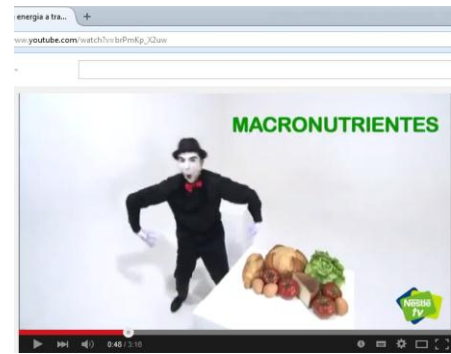 energia a tra...
www.youtube.com/watch?v=brPmKp_X2uw
MACRONUTRIENTES
Nestlé
tv
0:48 / 3:16